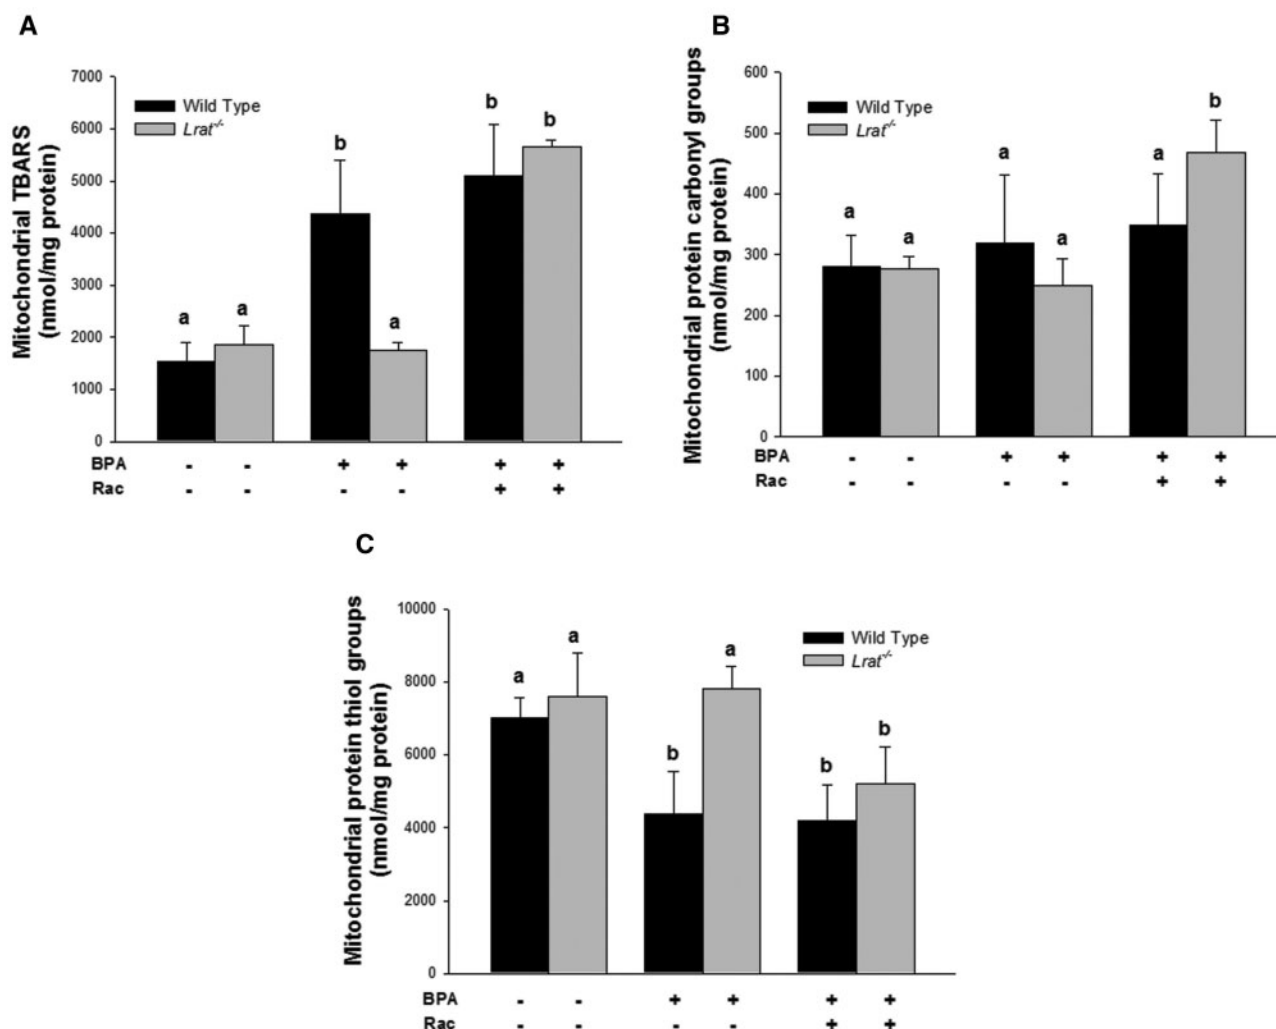 A
Mitochondrial TBARS
(nmol/mg protein)
7000
6000
5000
4000
3000
2000
1000
0
Wild Type
Lrat-/-
a
a
b
a
b
b
BPA - - + + + +
Rac - - - - + +
B
Mitochondrial protein carbonyl groups
(nmol/mg protein)
600
500
400
300
200
100
0
Wild Type
Lrat-/-
a
a
a
a
a
b
BPA - - + + + +
Rac - - - - + +
C
Mitochondrial protein thiol groups
(nmol/mg protein)
10000
8000
6000
4000
2000
0
Wild Type
Lrat-/-
a
a
b
a
b
b
BPA - - + + + +
Rac - - - - + +